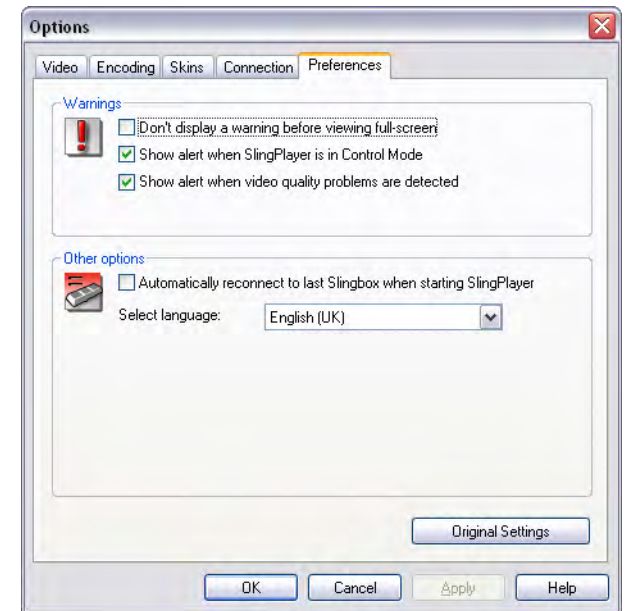 Options
Video Encoding Skins Connection Preferences
Warnings
Don't display a warning before viewing full-screen
Show alert when SlingPlayer is in Control Mode
Show alert when video quality problems are detected
Other options
Automatically reconnect to last Slingbox when starting SlingPlayer
Select language: English (UK)
Original Settings
OK Cancel Apply Help